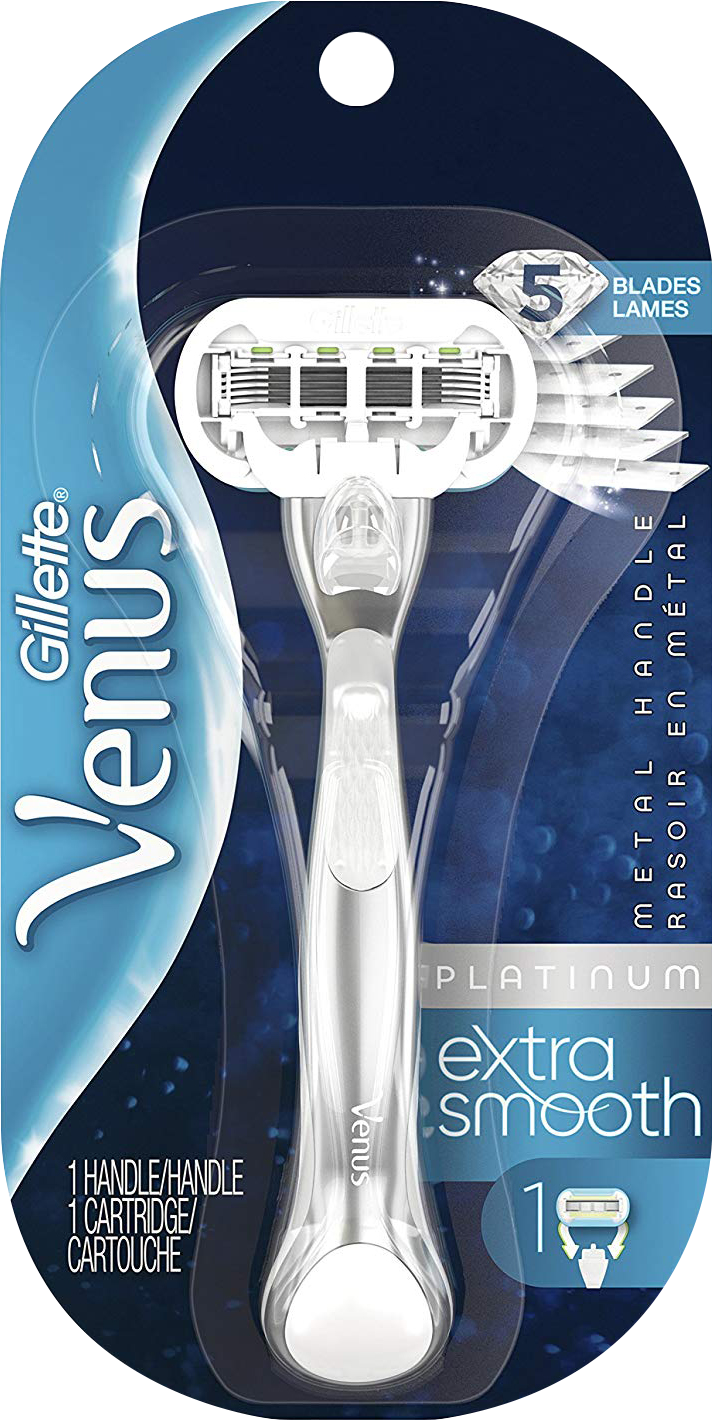 5 BLADES
LAMES
Gillette
Gillette®
Venus
METAL HANDLE
RASOIR EN MÉTAL
PLATINUM
extra
smooth
Venus
1 HANDLE/HANDLE
1 CARTRIDGE/
CARTOUCHE
1